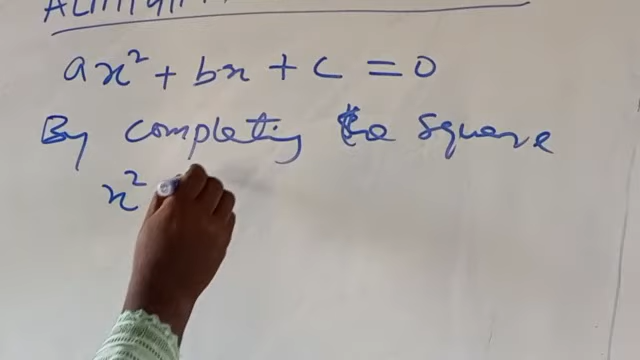 ax² + bx + c = 0
By completing the square
x²